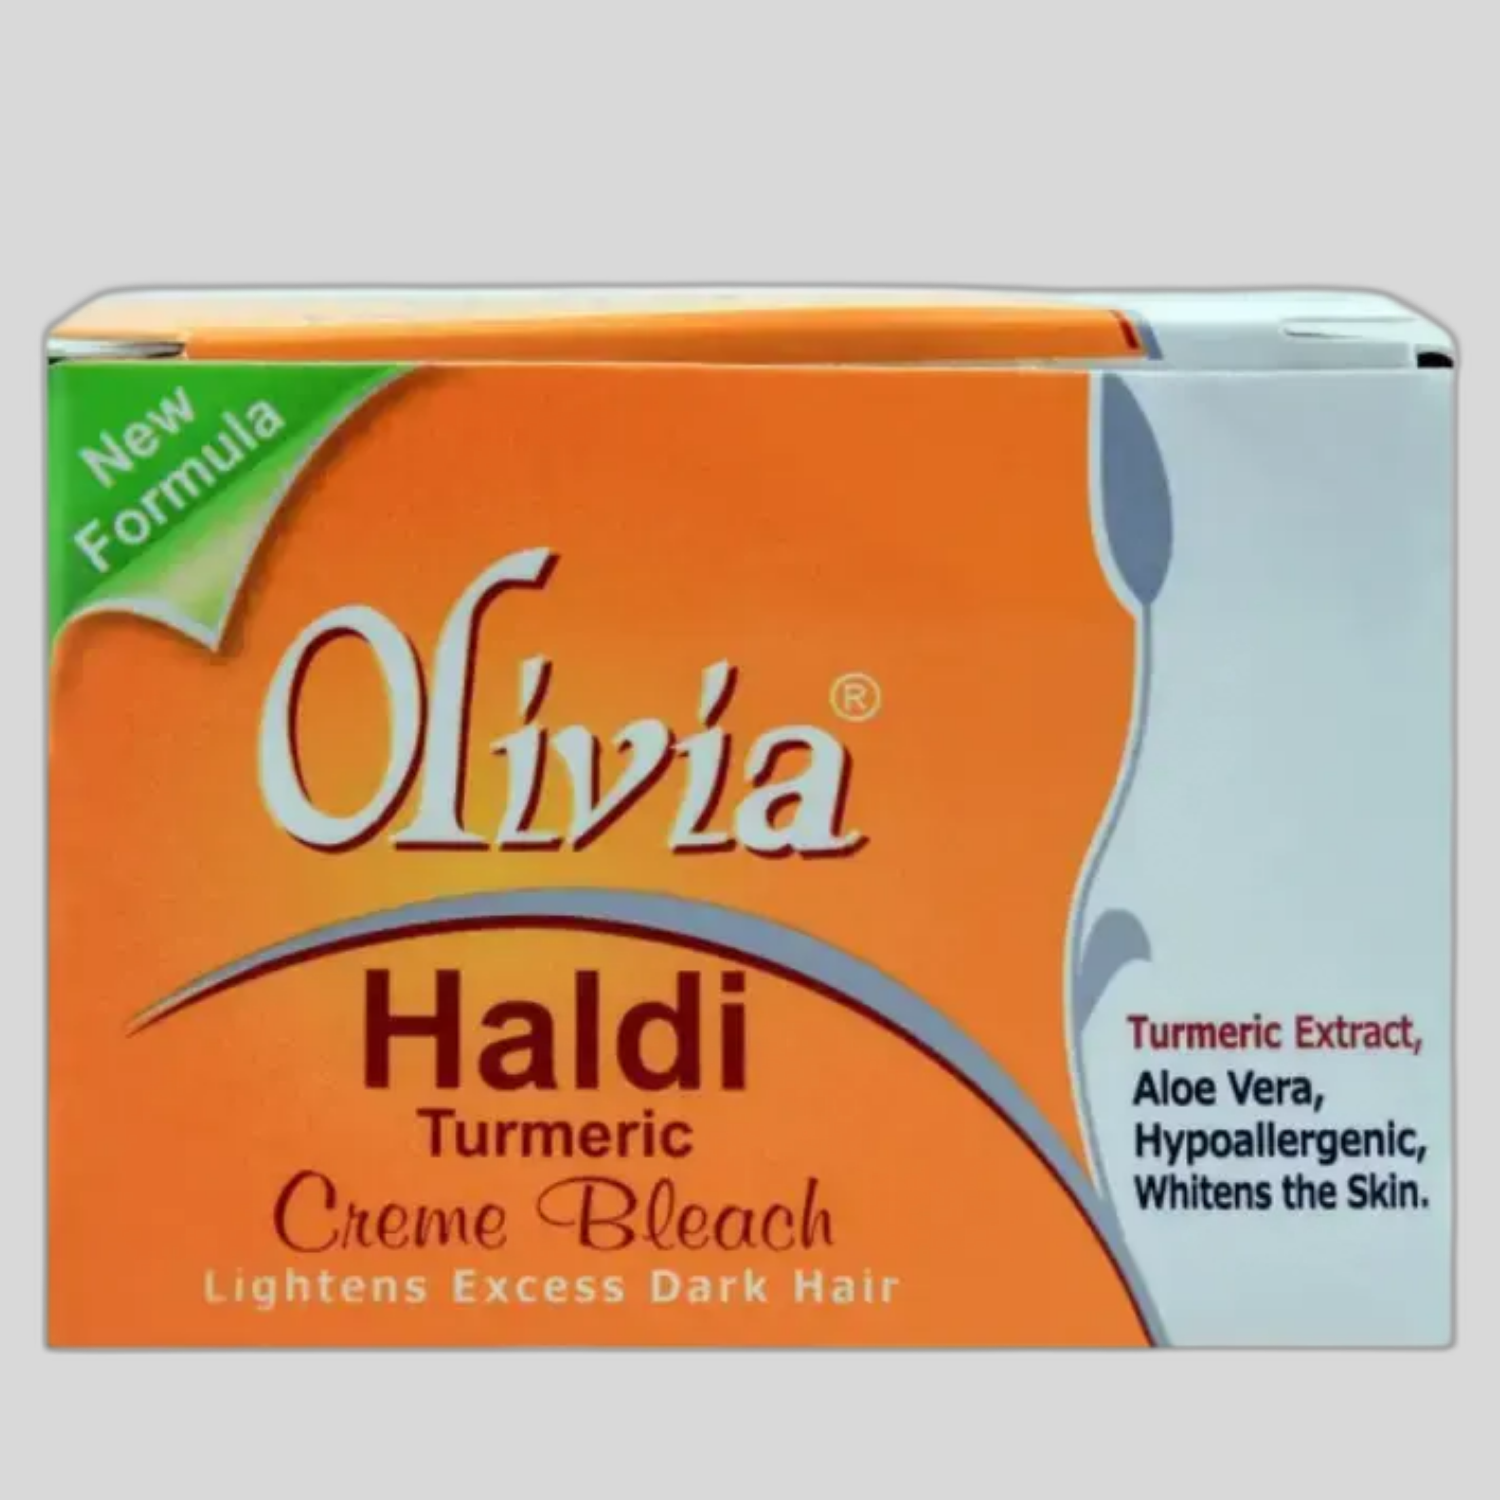 New
Formula
Olivia®
Haldi
Turmeric
Creme Bleach
Lightens Excess Dark Hair
Turmeric Extract,
Aloe Vera,
Hypoallergenic,
Whitens the Skin.